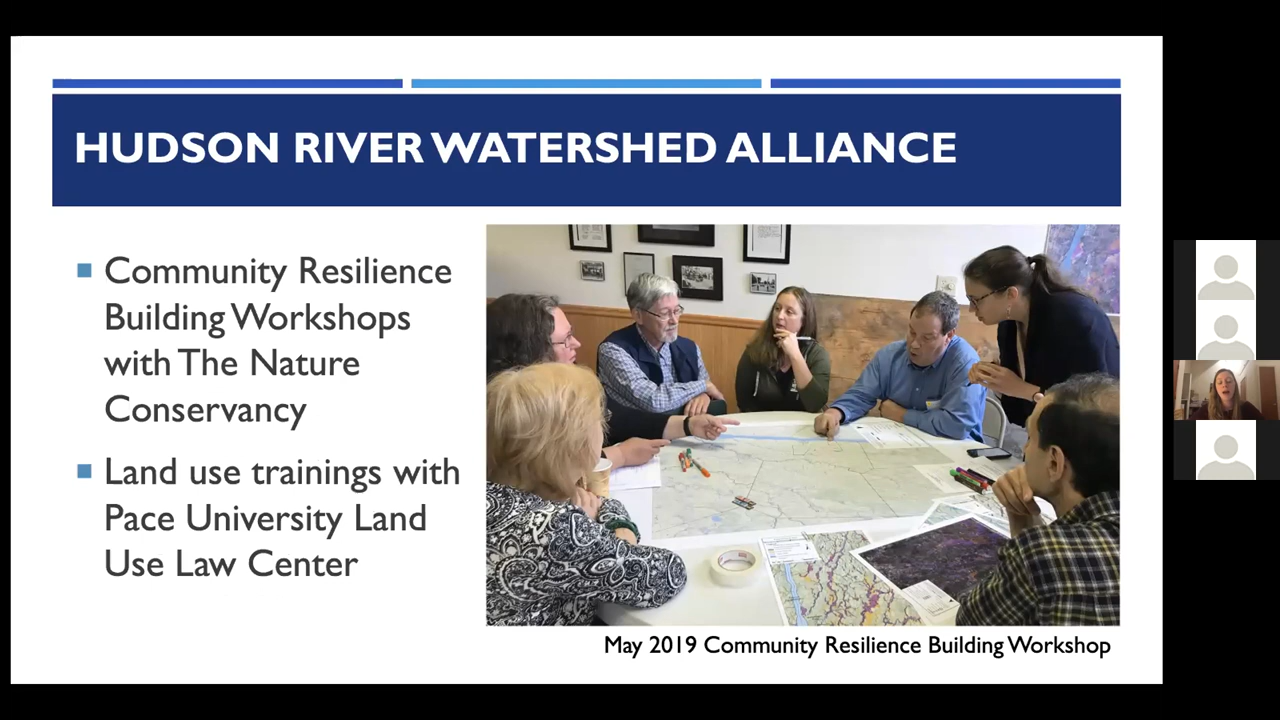 HUDSON RIVER WATERSHED ALLIANCE
Community Resilience
Building Workshops
with The Nature
Conservancy
Land use trainings with
Pace University Land
Use Law Center
May 2019 Community Resilience Building Workshop